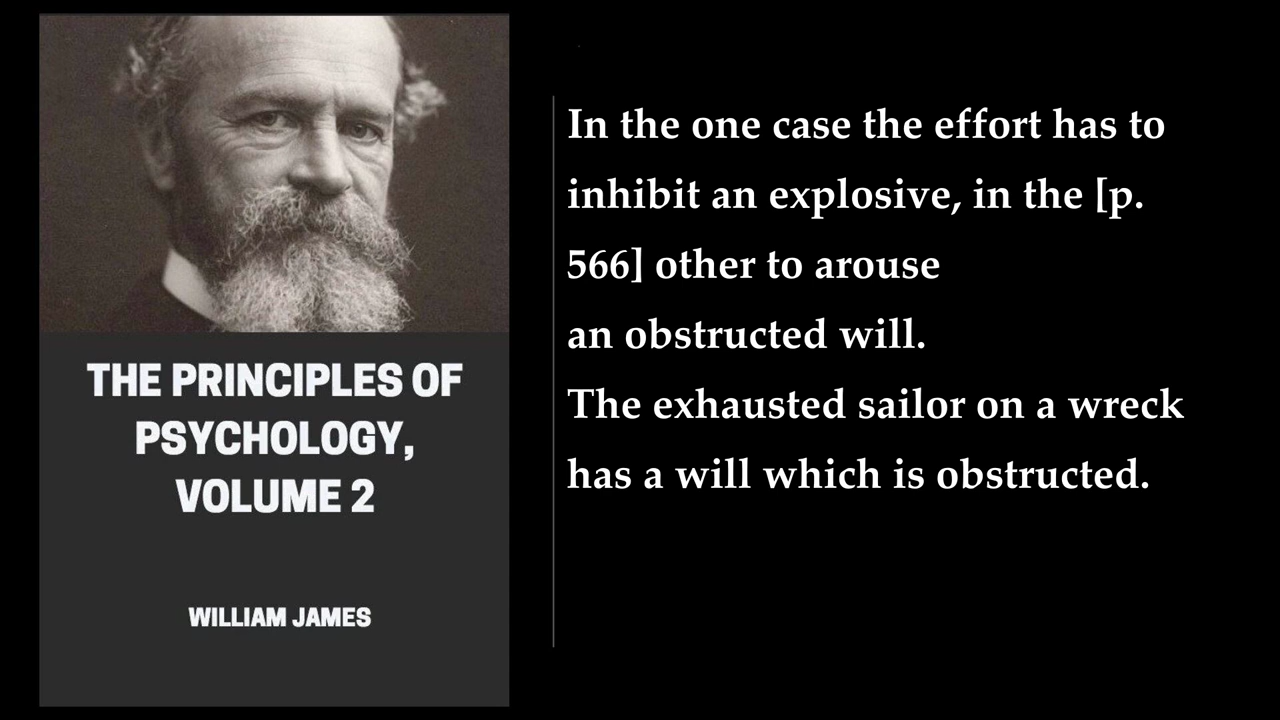 THE PRINCIPLES OF
PSYCHOLOGY,
VOLUME 2
WILLIAM JAMES
In the one case the effort has to
inhibit an explosive, in the [p.
566] other to arouse
an obstructed will.
The exhausted sailor on a wreck
has a will which is obstructed.